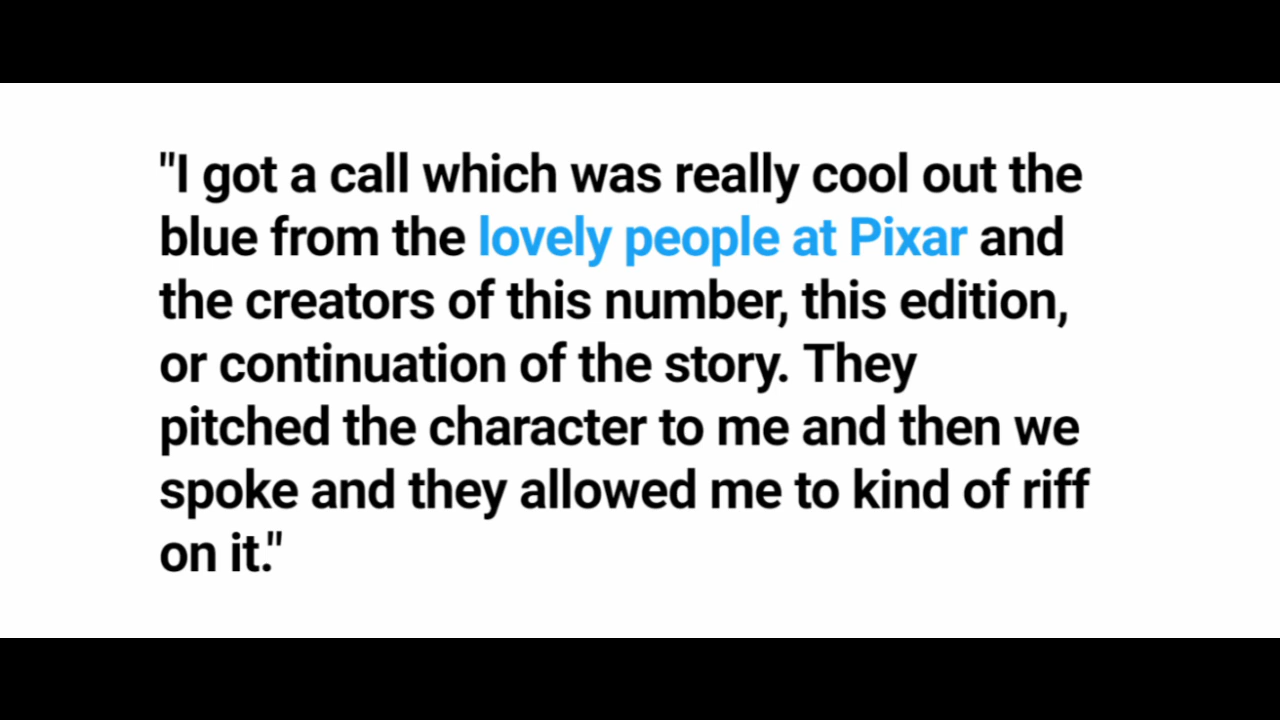 "I got a call which was really cool out the
blue from the lovely people at Pixar and
the creators of this number, this edition,
or continuation of the story. They
pitched the character to me and then we
spoke and they allowed me to kind of riff
on it."